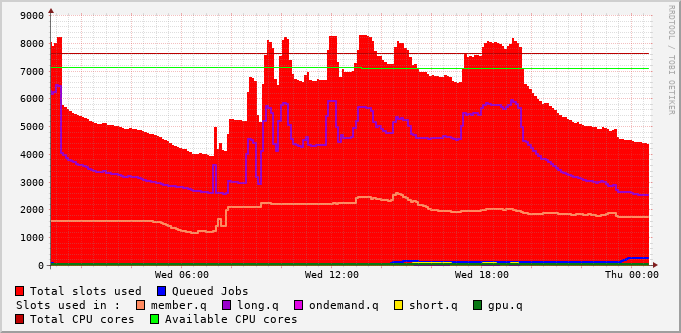 9000
8000
7000
6000
5000
4000
3000
2000
1000
0
Wed 06:00 Wed 12:00 Wed 18:00 Thu 00:00
Total slots used Queued Jobs
Slots used in : member.q long.q ondemand.q short.q gpu.q
Total CPU cores Available CPU cores
RRDTOOL / TOBI OETIKER